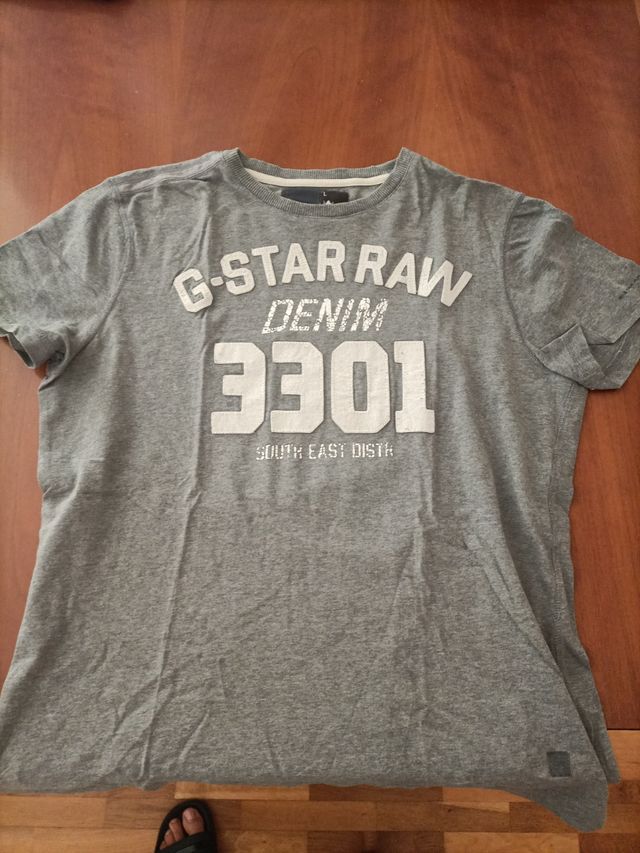 L
G-STAR RAW
DENIM
3301
SOUTH EAST DISTR